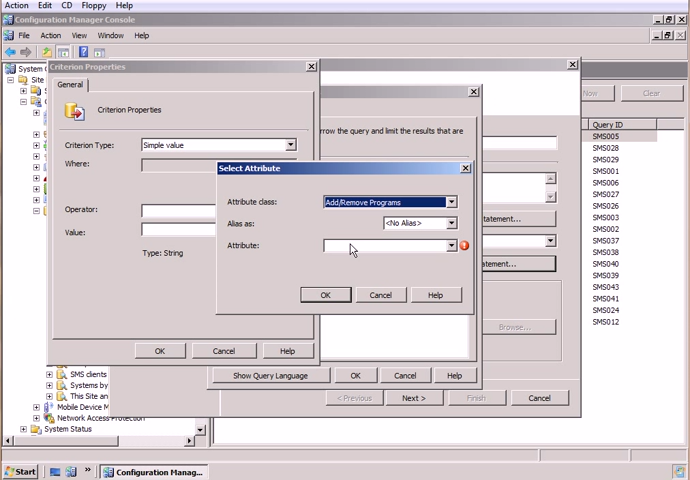 Action Edit CD Floppy Help
Configuration Manager Console
File Action View Window Help
System C
Site
Criterion Properties
General
Criterion Properties
Criterion Type: Simple value
Where:
Operator:
Value:
Type: String
OK Cancel Help
rrow the query and limit the results that are
Select Attribute
Attribute class: Add/Remove Programs
Alias as: <No Alias>
Attribute:
OK Cancel Help
Show Query Language OK Cancel Help
tatement...
tatement...
Browse...
< Previous Next > Finish Cancel
Now Clear
Query ID
SMS005
SMS028
SMS029
SMS001
SMS006
SMS027
SMS026
SMS003
SMS002
SMS037
SMS038
SMS040
SMS039
SMS043
SMS041
SMS024
SMS012
SMS clients
Systems by
This Site an
Mobile Device M
Network Access Protection
System Status
Start » Configuration Manag...